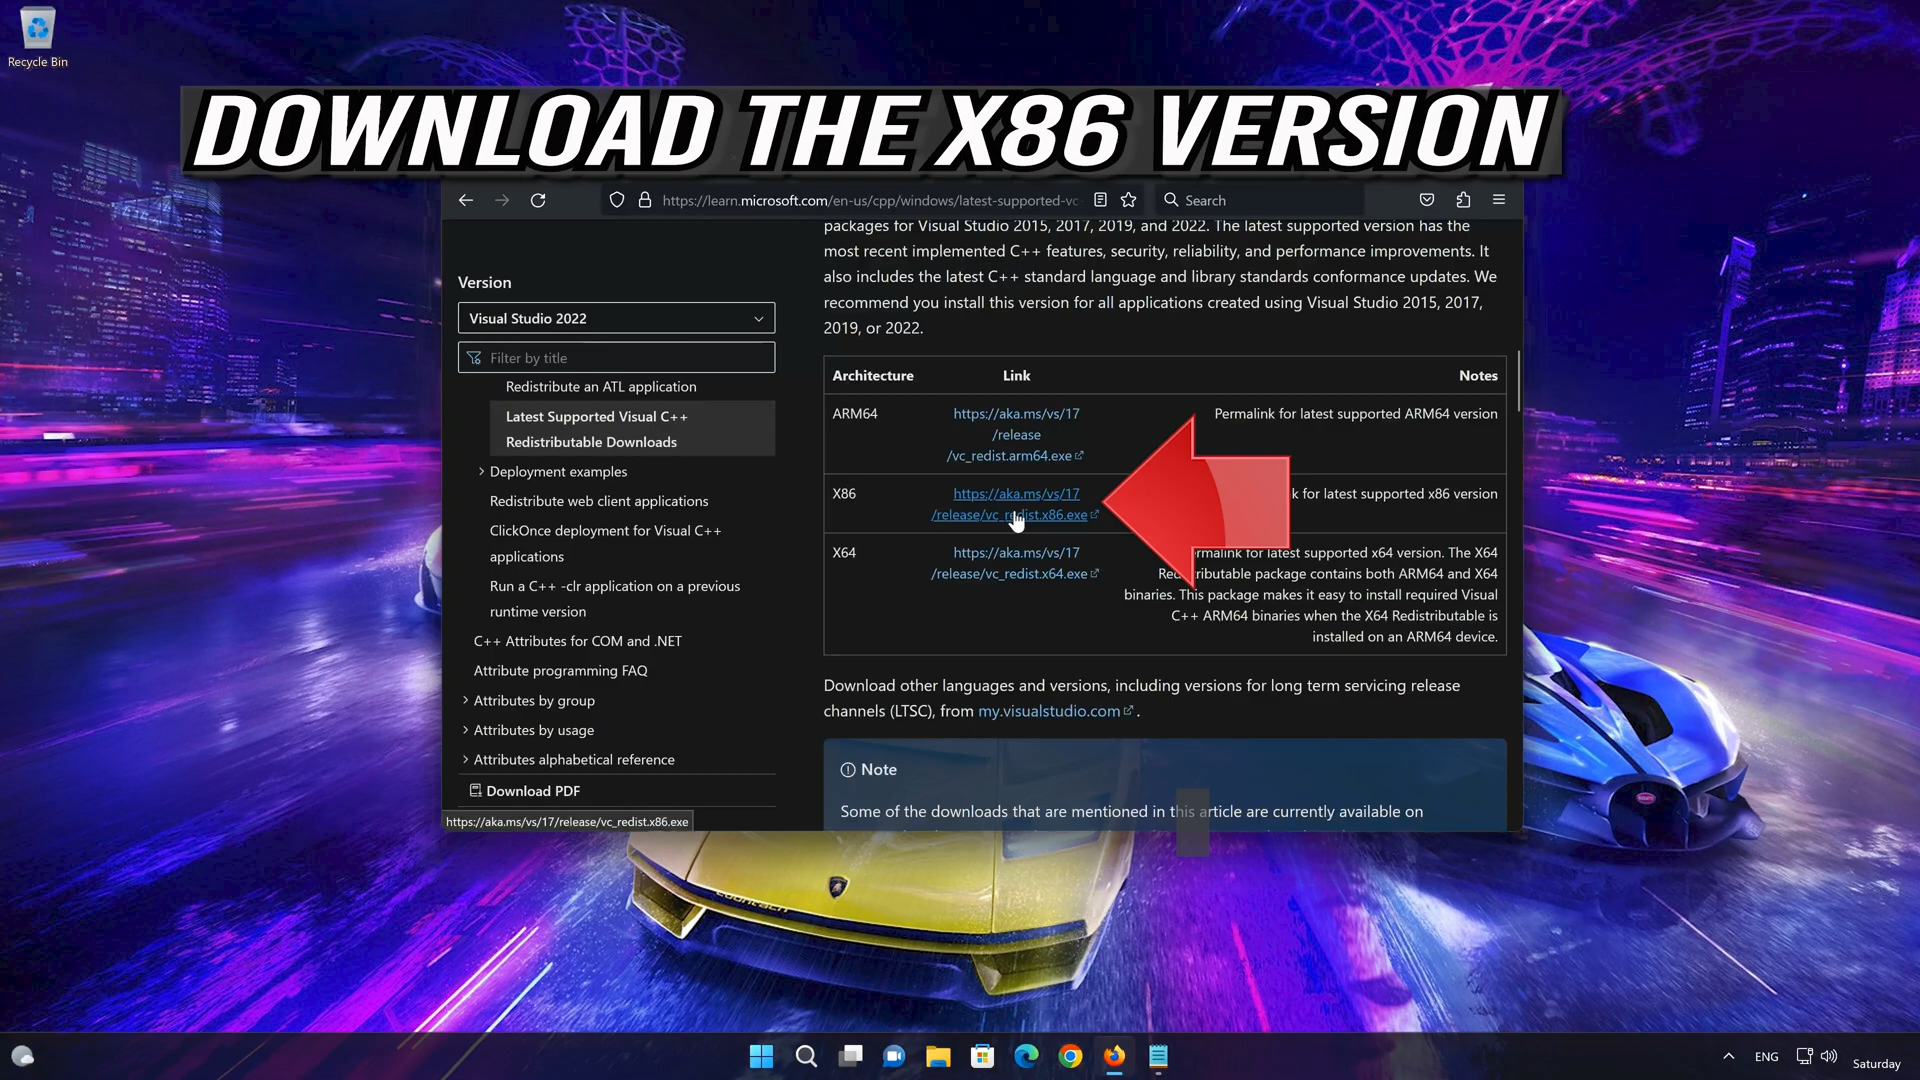 Recycle Bin
DOWNLOAD THE X86 VERSION
https://learn.microsoft.com/en-us/cpp/windows/latest-supported-vc-
Search
packages for Visual Studio 2015, 2017, 2019, and 2022. The latest supported version has the
most recent implemented C++ features, security, reliability, and performance improvements. It
also includes the latest C++ standard language and library standards conformance updates. We
recommend you install this version for all applications created using Visual Studio 2015, 2017,
2019, or 2022.
Version
Visual Studio 2022
Filter by title
Redistribute an ATL application
Latest Supported Visual C++
Redistributable Downloads
Deployment examples
Redistribute web client applications
ClickOnce deployment for Visual C++
applications
Run a C++ -clr application on a previous
runtime version
C++ Attributes for COM and .NET
Attribute programming FAQ
Attributes by group
Attributes by usage
Attributes alphabetical reference
Download PDF
https://aka.ms/vs/17/release/vc_redist.x86.exe
Architecture Link Notes
ARM64 https://aka.ms/vs/17 Permalink for latest supported ARM64 version
/release
/vc_redist.arm64.exe
X86 https://aka.ms/vs/17 k for latest supported x86 version
/release/vc_redist.x86.exe
X64 https://aka.ms/vs/17 ermalink for latest supported x64 version. The X64
/release/vc_redist.x64.exe Red ributable package contains both ARM64 and X64
binaries. This package makes it easy to install required Visual
C++ ARM64 binaries when the X64 Redistributable is
installed on an ARM64 device.
Download other languages and versions, including versions for long term servicing release
channels (LTSC), from my.visualstudio.com .
Note
Some of the downloads that are mentioned in this article are currently available on
ENG
Saturday